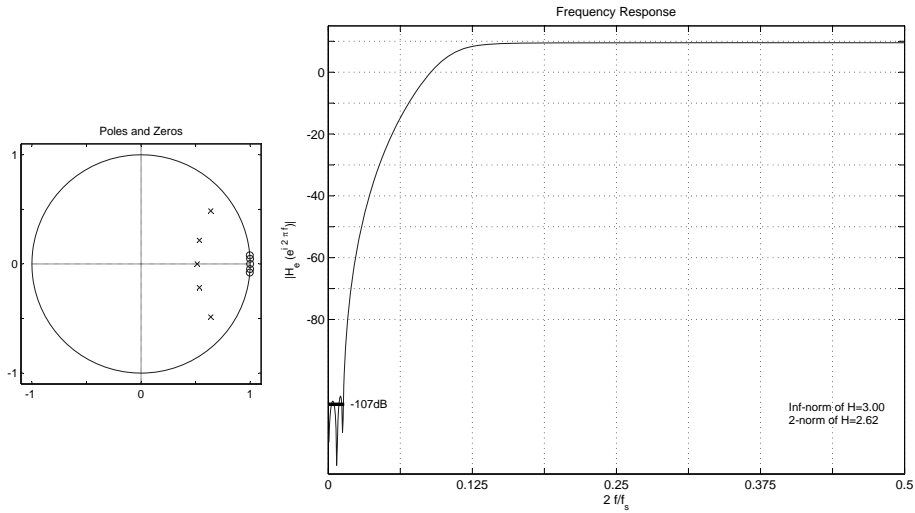 Poles and Zeros
1
0
-1
-1
0
1
Frequency Response
0
-20
-40
-60
-80
|H_e (e^{i 2 π f})|
-107dB
Inf-norm of H=3.00
2-norm of H=2.62
0
0.125
0.25
0.375
0.5
2 f/f_s